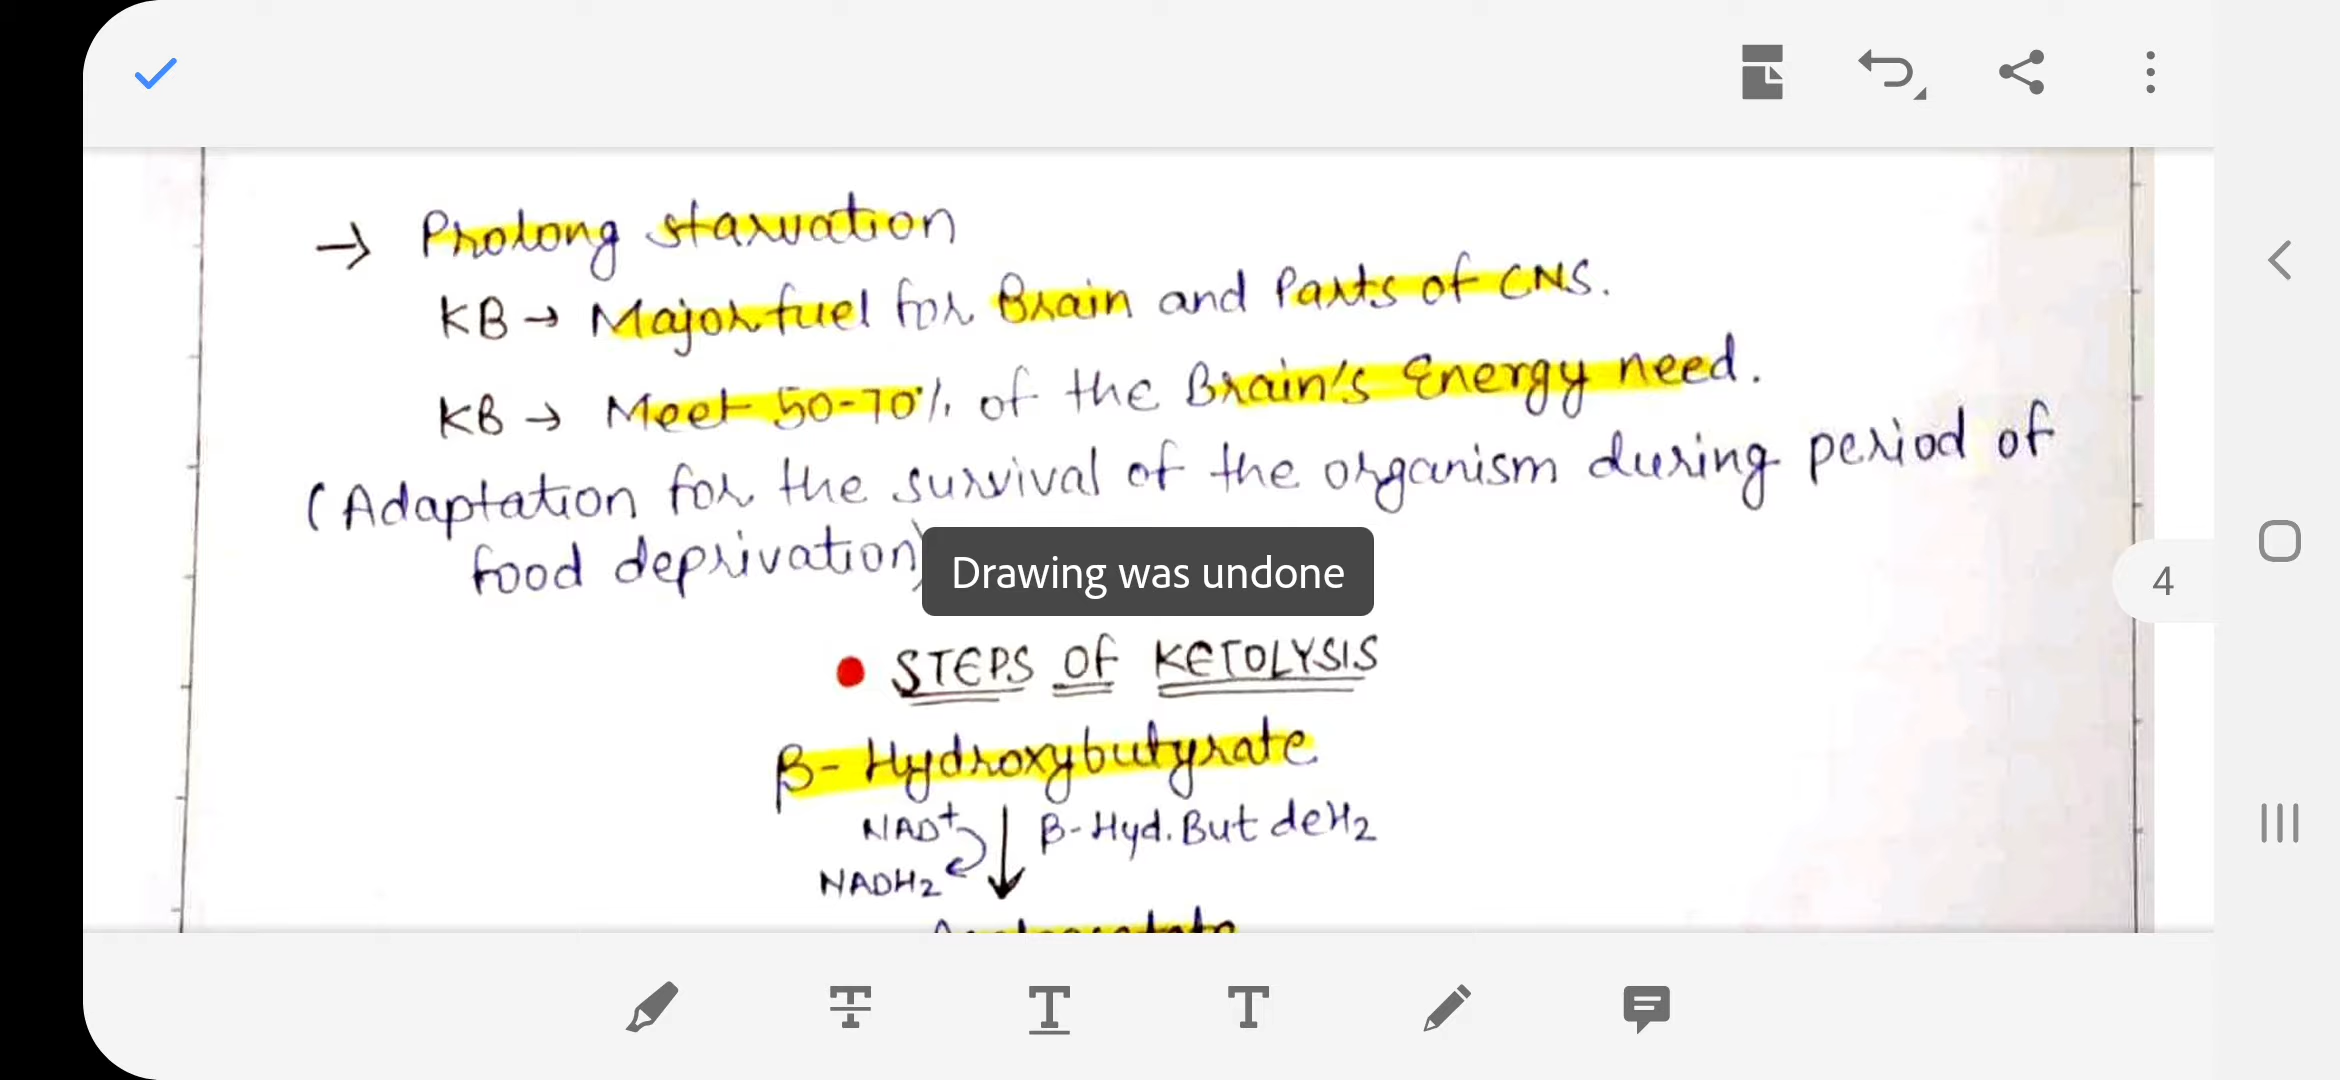 → Prolong starvation
KB → Major fuel for Brain and Parts of CNS.
KB → Meet 50-70% of the Brain's Energy need.
(Adaptation for the survival of the organism during period of
food deprivation)
Drawing was undone
4
• STEPS OF KETOLYSIS
β- Hydroxybutyrate
NAD+ β-Hyd. But deH2
NADH2
T T T